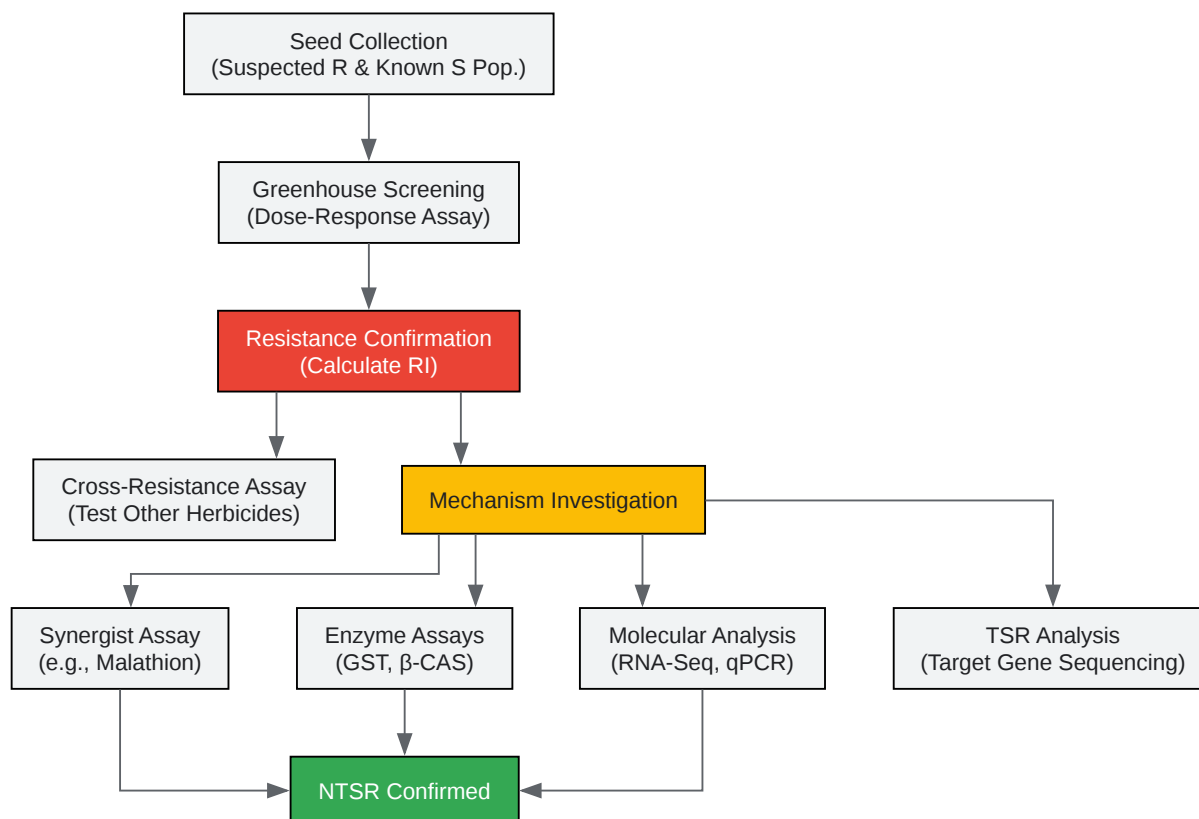 Seed Collection
(Suspected R & Known S Pop.)
Greenhouse Screening
(Dose-Response Assay)
Resistance Confirmation
(Calculate RI)
Cross-Resistance Assay
(Test Other Herbicides)
Mechanism Investigation
Synergist Assay
(e.g., Malathion)
Enzyme Assays
(GST, β-CAS)
Molecular Analysis
(RNA-Seq, qPCR)
TSR Analysis
(Target Gene Sequencing)
NTSR Confirmed